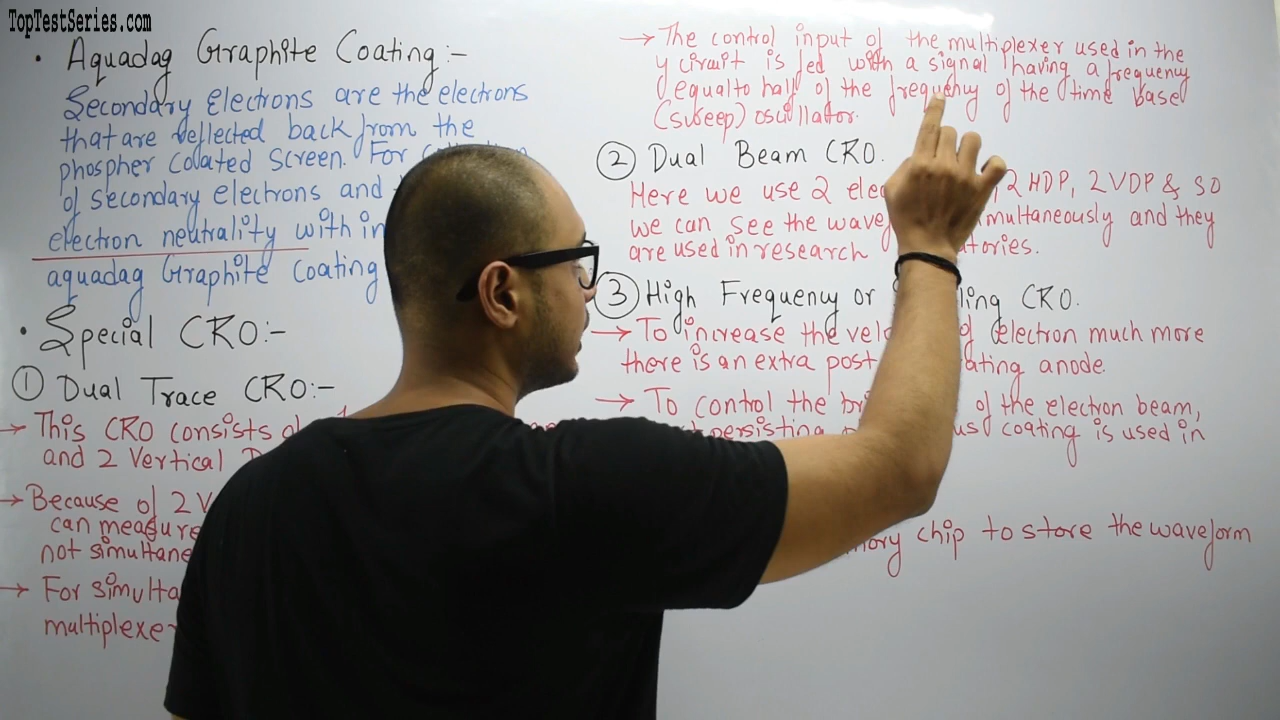 TopTestSeries.com
• Aquadag Graphite Coating :-
Secondary electrons are the electrons
that are reflected back from the
phospher coated screen. For
of secondary electrons and
electron neutrality with in
aquadag Graphite coating
• Special CRO:-
① Dual Trace CRO:-
→ This CRO consists of
and 2 Vertical
→ Because of 2 V
can measure
not simultane
→ For simulta
multiplexer
→ The control input of the multiplexer used in the
y circuit is fed with a signal having a frequency
equal to half of the frequency of the time base
(sweep) oscillator.
② Dual Beam CRO.
Here we use 2 elec 2 HDP, 2 VDP & so
we can see the wavef multaneously and they
are used in research tories.
③ High Frequency or ling CRO.
→ To increase the velo of electron much more
there is an extra post ating anode
→ To control the bri of the electron beam,
persisting us coating is used in
mory chip to store the waveform